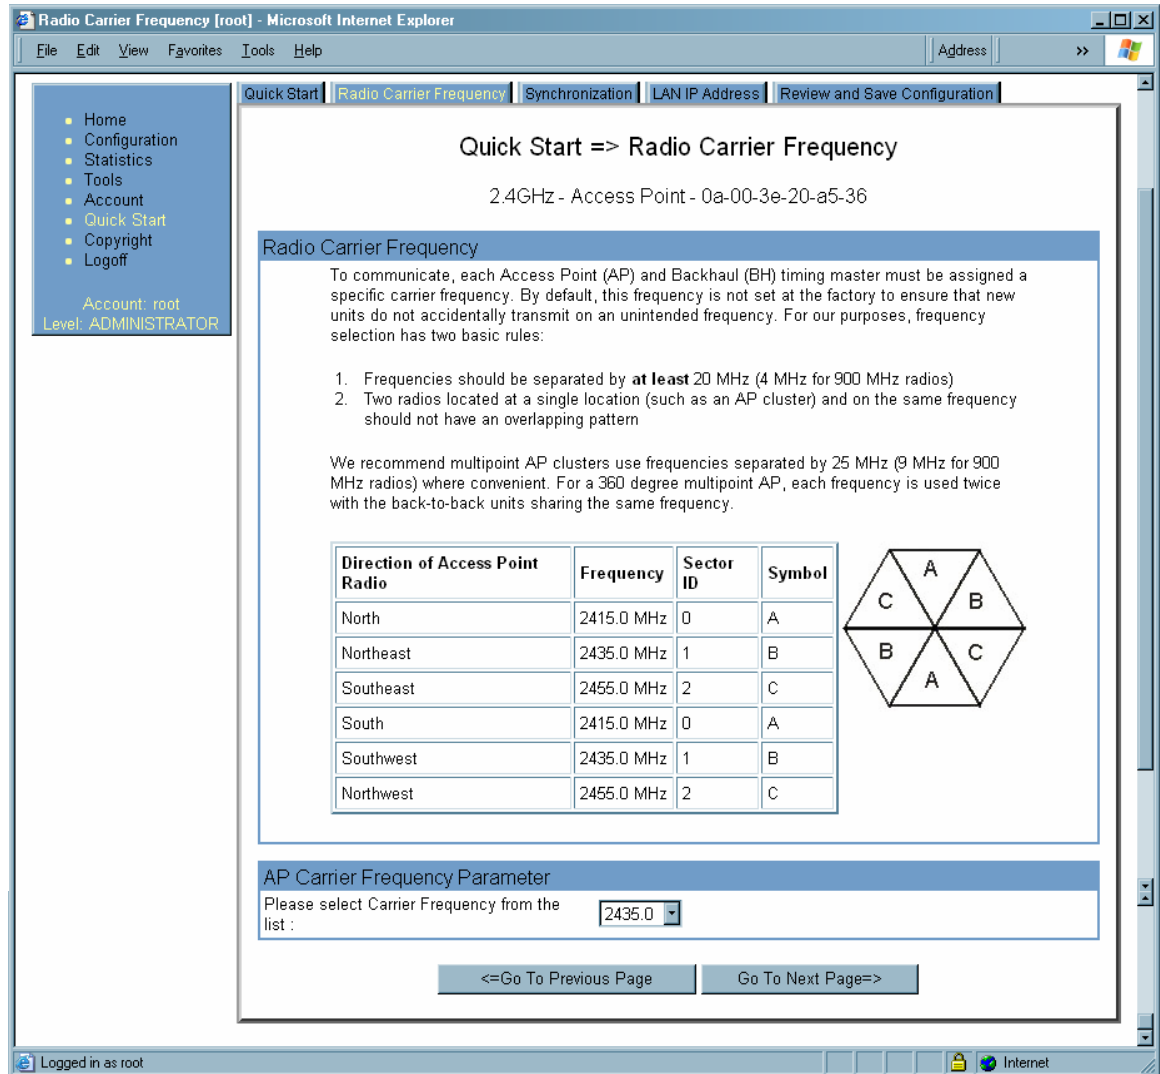 Radio Carrier Frequency [root] - Microsoft Internet Explorer
File Edit View Favorites Tools Help
Address »
Quick Start Radio Carrier Frequency Synchronization LAN IP Address Review and Save Configuration
Home
Configuration
Statistics
Tools
Account
Quick Start
Copyright
Logoff
Account: root
Level: ADMINISTRATOR
Quick Start => Radio Carrier Frequency
2.4GHz - Access Point - 0a-00-3e-20-a5-36
Radio Carrier Frequency
To communicate, each Access Point (AP) and Backhaul (BH) timing master must be assigned a
specific carrier frequency. By default, this frequency is not set at the factory to ensure that new
units do not accidentally transmit on an unintended frequency. For our purposes, frequency
selection has two basic rules:
1. Frequencies should be separated by at least 20 MHz (4 MHz for 900 MHz radios)
2. Two radios located at a single location (such as an AP cluster) and on the same frequency
should not have an overlapping pattern
We recommend multipoint AP clusters use frequencies separated by 25 MHz (9 MHz for 900
MHz radios) where convenient. For a 360 degree multipoint AP, each frequency is used twice
with the back-to-back units sharing the same frequency.
Direction of Access Point Radio Frequency Sector ID Symbol
North 2415.0 MHz 0 A
Northeast 2435.0 MHz 1 B
Southeast 2455.0 MHz 2 C
South 2415.0 MHz 0 A
Southwest 2435.0 MHz 1 B
Northwest 2455.0 MHz 2 C
A
C B
B C
A
AP Carrier Frequency Parameter
Please select Carrier Frequency from the
list :
2435.0
<=Go To Previous Page Go To Next Page=>
Logged in as root Internet